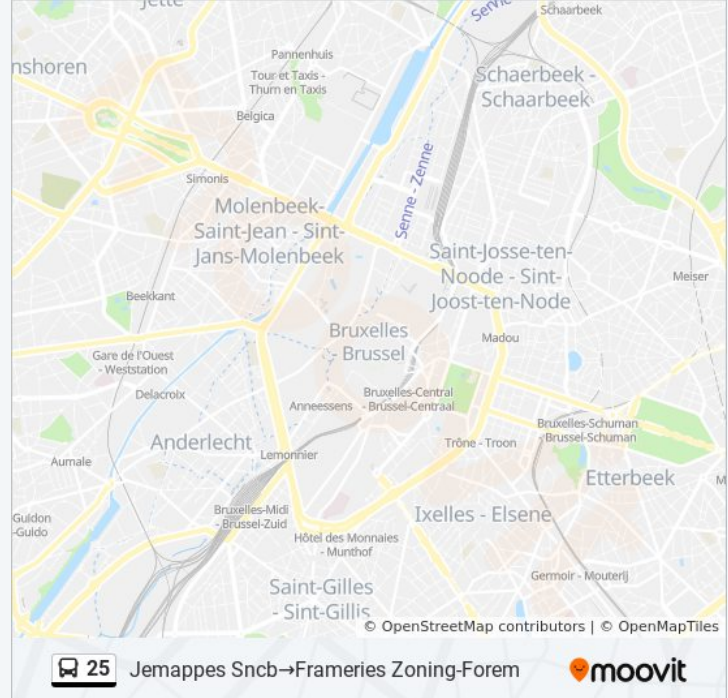 Jette
Servic
Schaarbeek
nshoren
Pannenhuis
Tour et Taxis -
Thurn en Taxis
Schaerbeek -
Schaarbeek
Belgica
Simonis
Senne - Zenne
Molenbeek-
Saint-Jean - Sint-
Jans-Molenbeek
Saint-Josse-ten-
Noode - Sint-
Joost-ten-Node
Meiser
Beekkant
Bruxelles
- Brussel
Madou
Gare de l'Ouest
- Weststation
Delacroix
Bruxelles-Central
- Brussel-Centraal
Anneessens
Bruxelles-Schuman
- Brussel-Schuman
Anderlecht
Trône - Troon
Lemonnier
Aumale
Etterbeek
M
Bruxelles-Midi
- Brussel-Zuid
Guidon
-Guido
Ixelles - Elsene
Hôtel des Monnaies
- Munthof
Germoir - Mouterij
Saint-Gilles
- Sint-Gillis
© OpenStreetMap contributors | © OpenMapTiles
25 Jemappes Sncb→Frameries Zoning-Forem moovit